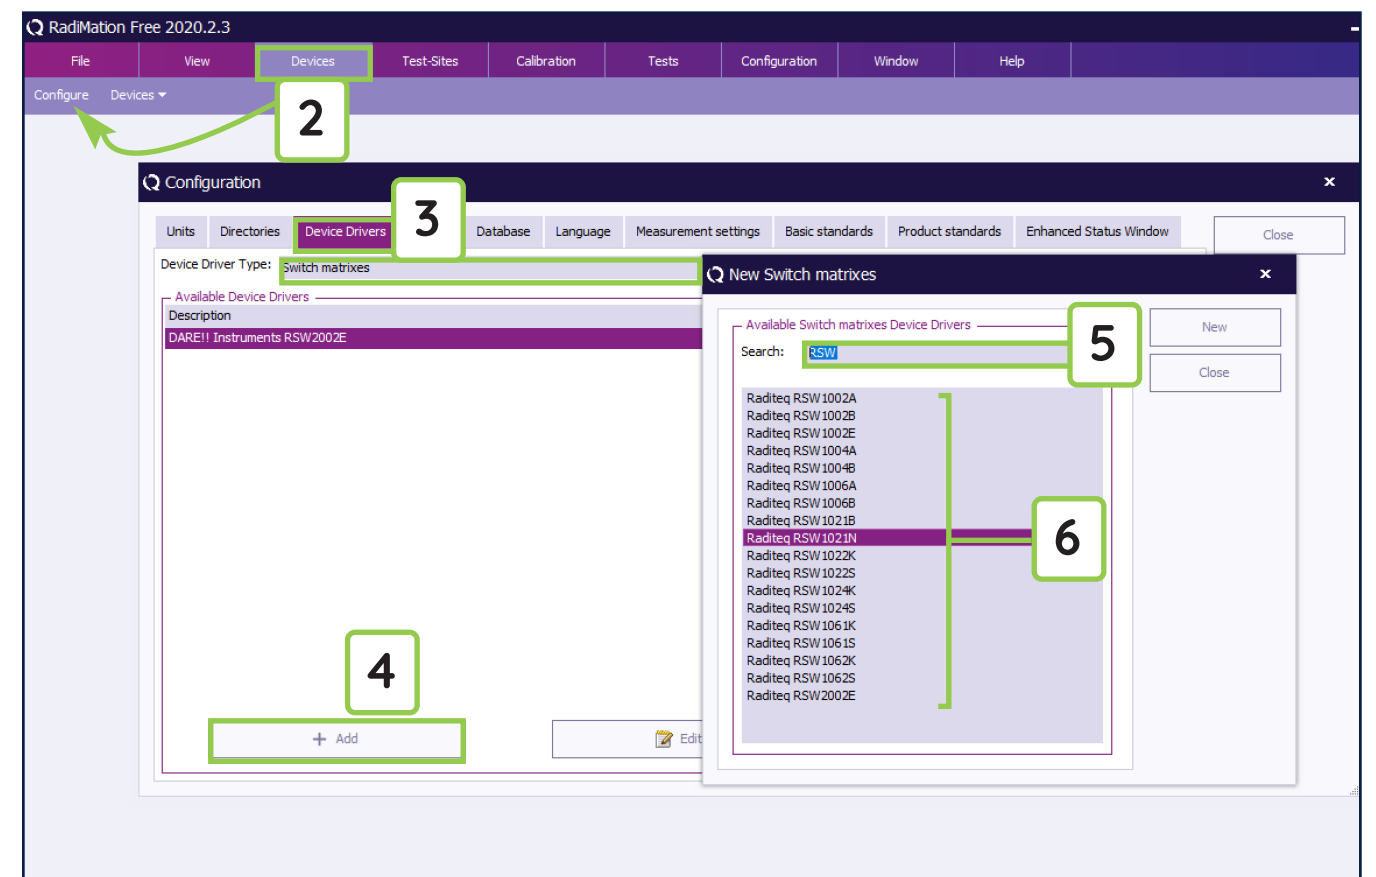 RadiMation Free 2020.2.3
File View Devices Test-Sites Calibration Tests Configuration Window Help
Configure Devices
2
Configuration
3
Units Directories Device Drivers Database Language Measurement settings Basic standards Product standards Enhanced Status Window
Close
Device Driver Type: Switch matrixes
New Switch matrixes
Available Device Drivers
Description
DARE!! Instruments RSW2002E
Available Switch matrixes Device Drivers
5
New
Search: RSW
Close
Raditeq RSW1002A
Raditeq RSW1002B
Raditeq RSW1002E
Raditeq RSW1004A
Raditeq RSW1004B
Raditeq RSW1006A
Raditeq RSW1006B
Raditeq RSW1021B
Raditeq RSW1021N
6
Raditeq RSW1022K
Raditeq RSW1022S
Raditeq RSW1024K
Raditeq RSW1024S
Raditeq RSW1061K
Raditeq RSW1061S
Raditeq RSW1062K
Raditeq RSW1062S
Raditeq RSW2002E
4
Add
Edit